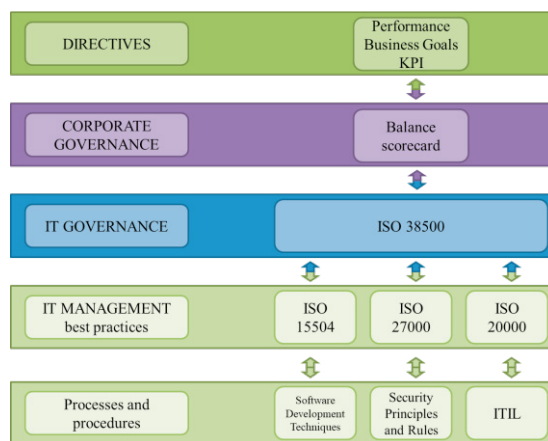 DIRECTIVES
Performance
Business Goals
KPI
CORPORATE
GOVERNANCE
Balance
scorecard
IT GOVERNANCE
ISO 38500
IT MANAGEMENT
best practices
ISO
15504
ISO
27000
ISO
20000
Processes and
procedures
Software
Development
Techniques
Security
Principles
and Rules
ITIL